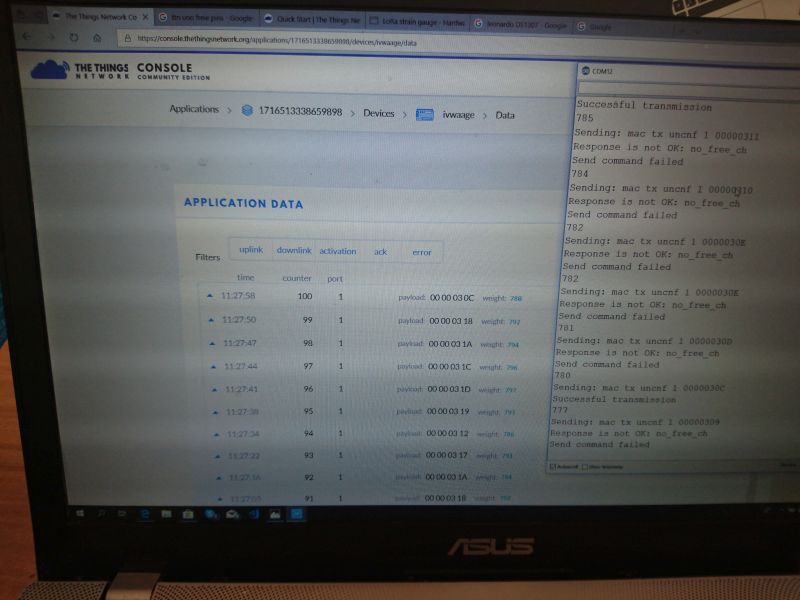 The Things Network Co
ttn uno free pins - Google
Quick Start | The Things Ne
LoRa strain gauge - Hardw
leonardo DS1307 - Google
Google
https://console.thethingsnetwork.org/applications/1716513338659898/devices/ivwaage/data
THE THINGS NETWORK
CONSOLE
COMMUNITY EDITION
Applications > 1716513338659898 > Devices > ivwaage > Data
APPLICATION DATA
Filters uplink downlink activation ack error
time counter port
11:27:58 100 1 payload: 00 00 03 0C weight: 788
11:27:50 99 1 payload: 00 00 03 18 weight: 792
11:27:47 98 1 payload: 00 00 03 1A weight: 794
11:27:44 97 1 payload: 00 00 03 1C weight: 796
11:27:41 96 1 payload: 00 00 03 1D weight: 797
11:27:38 95 1 payload: 00 00 03 19 weight: 793
11:27:34 94 1 payload: 00 00 03 12 weight: 786
11:27:22 93 1 payload: 00 00 03 17 weight: 791
11:27:16 92 1 payload: 00 00 03 1A weight: 794
91 1 payload: 00 00 03 18 weight:
COM12
Successful transmission
785
Sending: mac tx uncnf 1 00000311
Response is not OK: no_free_ch
Send command failed
784
Sending: mac tx uncnf 1 00000310
Response is not OK: no_free_ch
Send command failed
782
Sending: mac tx uncnf 1 0000030E
Response is not OK: no_free_ch
Send command failed
782
Sending: mac tx uncnf 1 0000030E
Response is not OK: no_free_ch
Send command failed
781
Sending: mac tx uncnf 1 0000030D
Response is not OK: no_free_ch
Send command failed
780
Sending: mac tx uncnf 1 0000030C
Successful transmission
777
Sending: mac tx uncnf 1 00000309
Response is not OK: no_free_ch
Send command failed
Autoscroll Show timestamp
ASUS